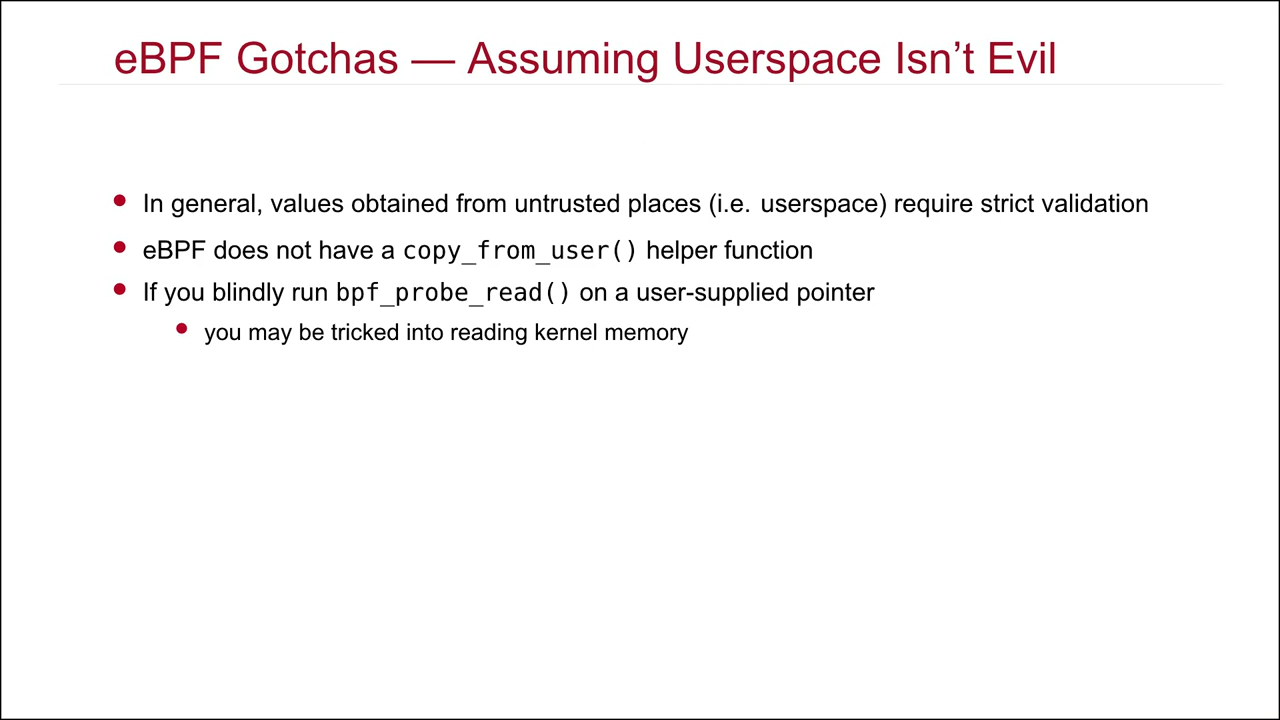 eBPF Gotchas — Assuming Userspace Isn’t Evil
In general, values obtained from untrusted places (i.e. userspace) require strict validation
eBPF does not have a copy_from_user() helper function
If you blindly run bpf_probe_read() on a user-supplied pointer
you may be tricked into reading kernel memory